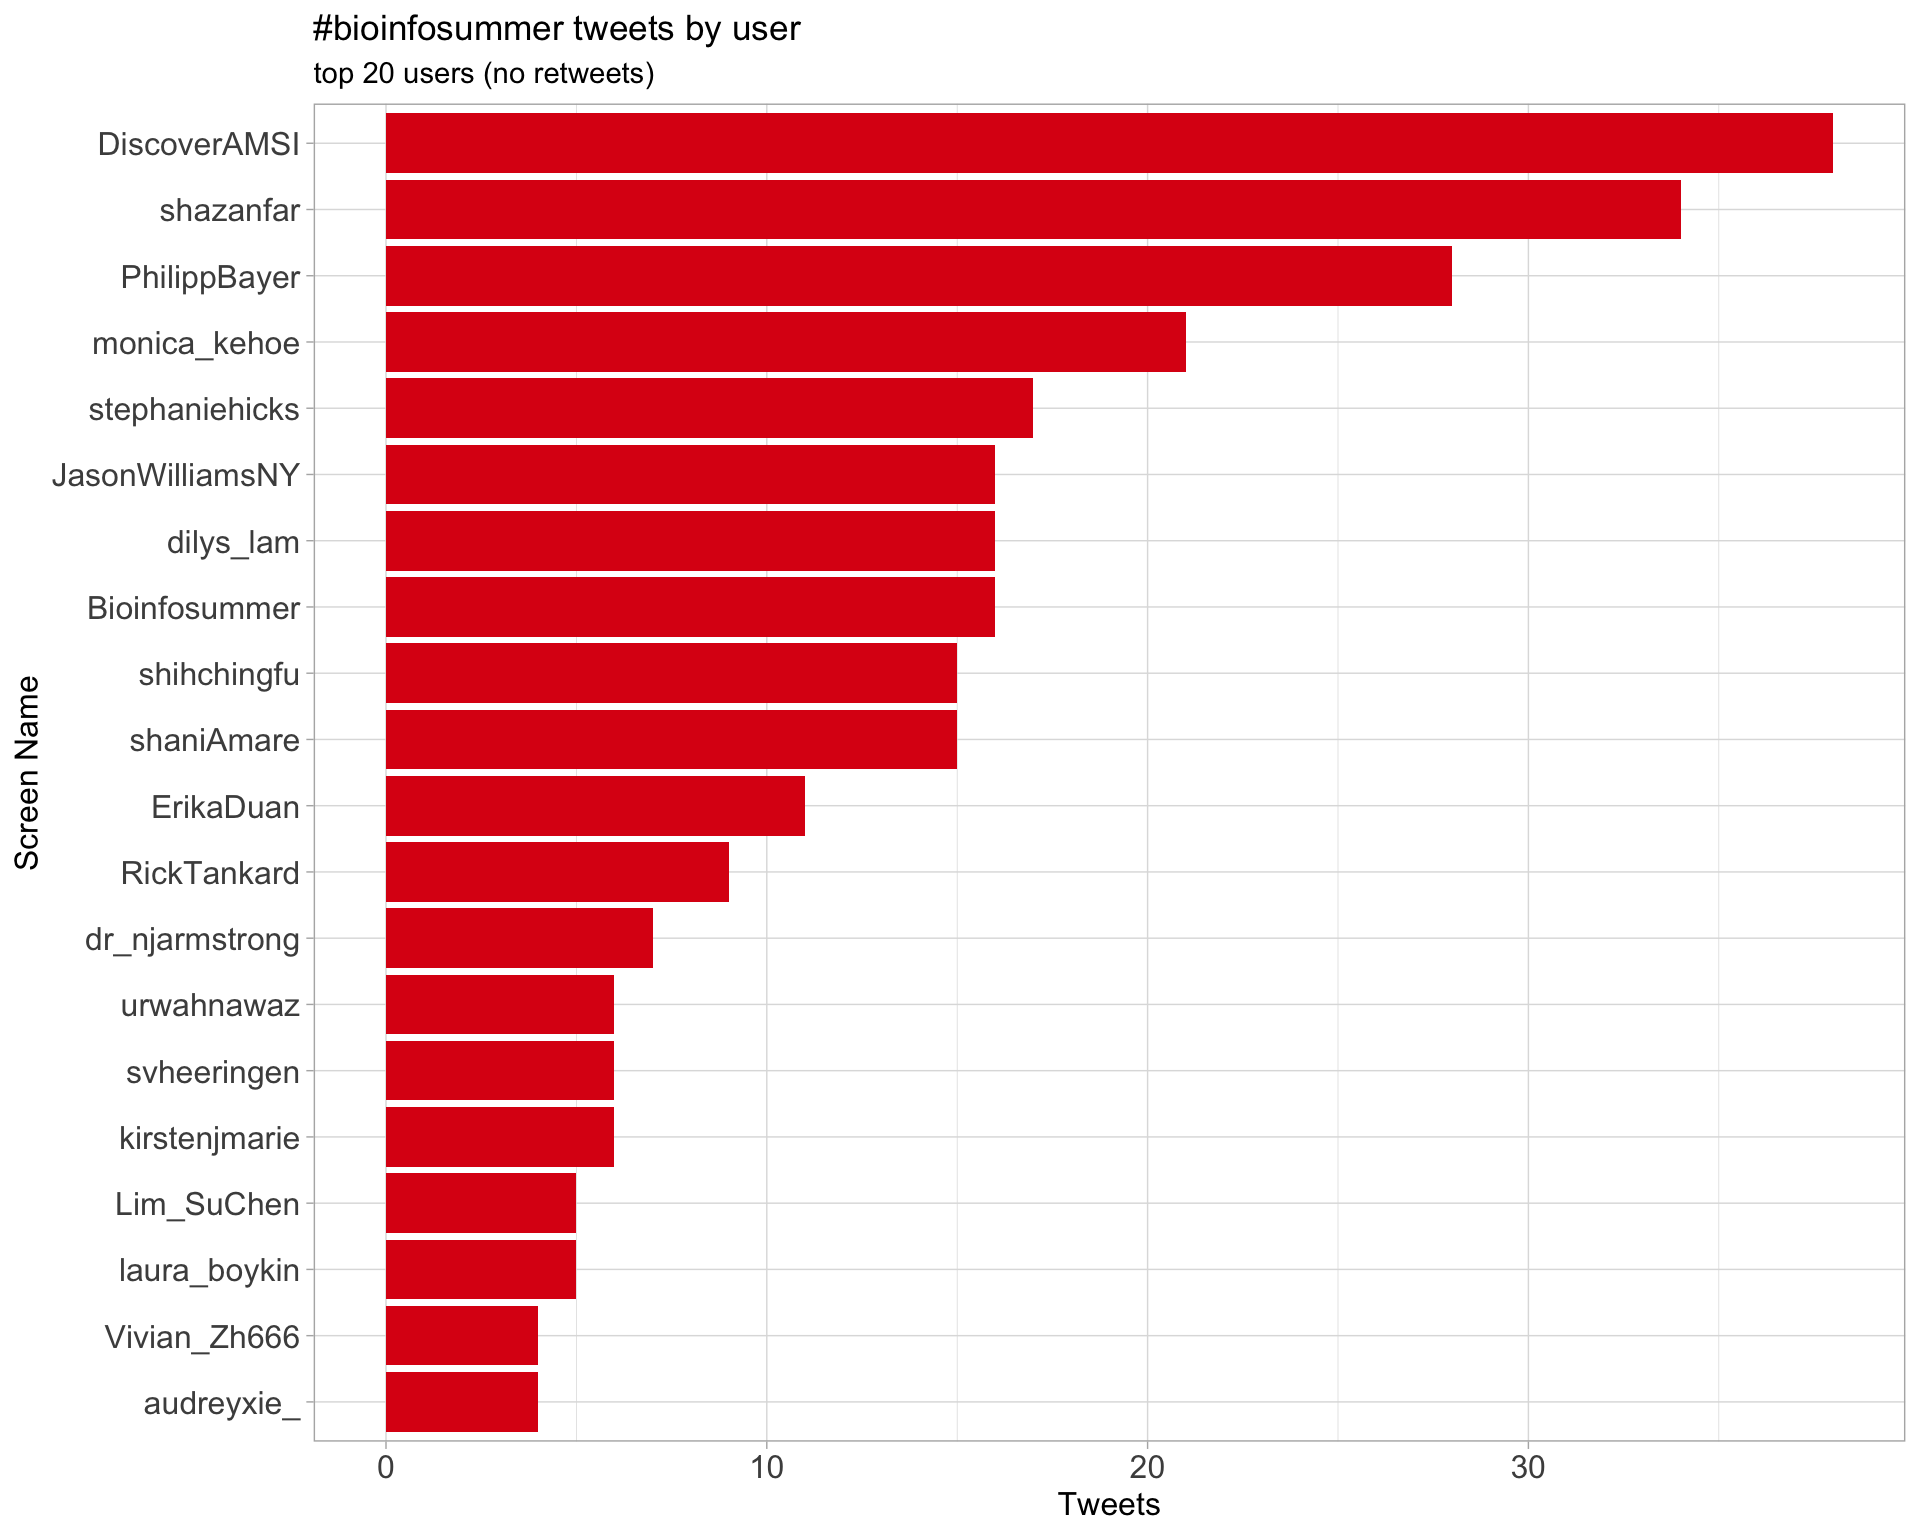 #bioinfosummer tweets by user
top 20 users (no retweets)
DiscoverAMSI
shazanfar
PhilippBayer
monica_kehoe
stephaniehicks
JasonWilliamsNY
dilys_lam
Bioinfosummer
shihchingfu
shaniAmare
ErikaDuan
RickTankard
dr_njarmstrong
urwahnawaz
svheeringen
kirstenjmarie
Lim_SuChen
laura_boykin
Vivian_Zh666
audreyxie_
Screen Name
0 10 20 30
Tweets